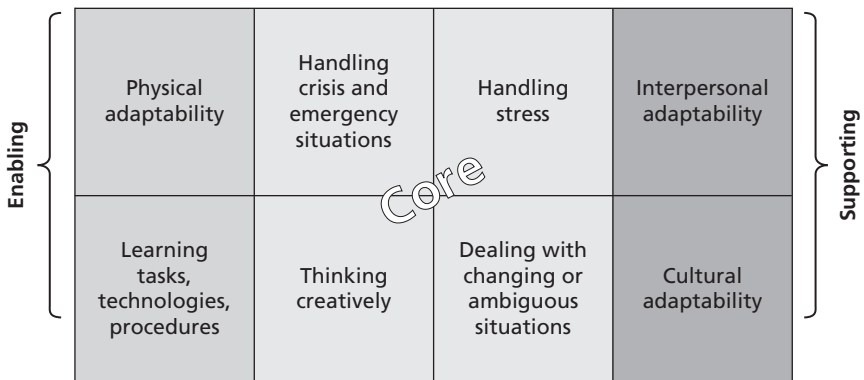 Enabling
Physical
adaptability
Handling
crisis and
emergency
situations
Handling
stress
Interpersonal
adaptability
Supporting
Core
Learning
tasks,
technologies,
procedures
Thinking
creatively
Dealing with
changing or
ambiguous
situations
Cultural
adaptability